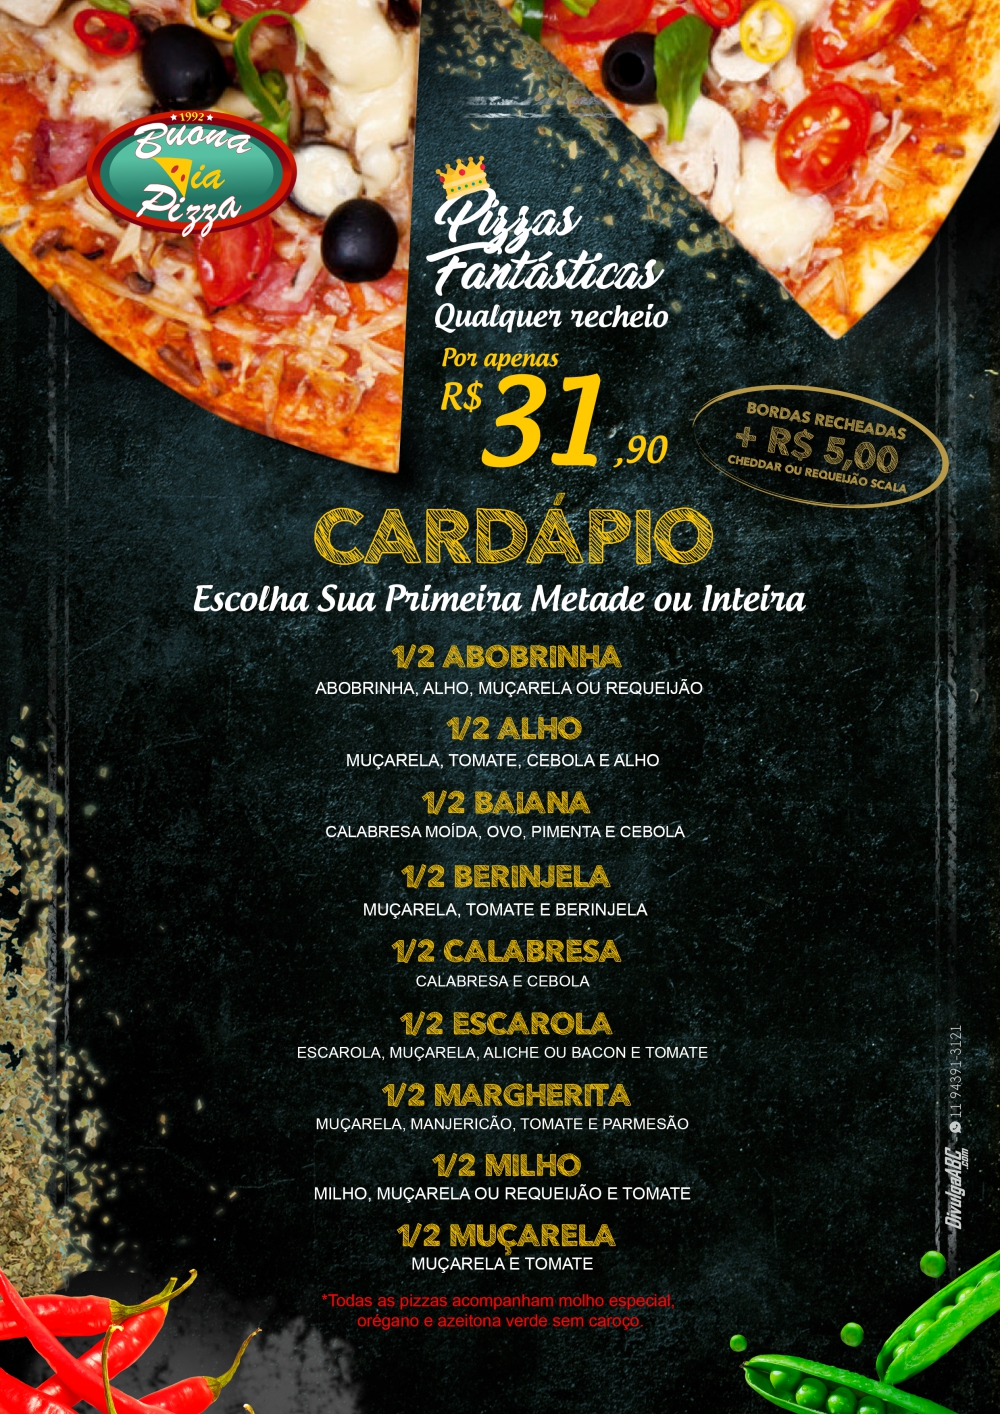 ★1992★
Buona
Via
Pizza
Pizzas
Fantásticas
Qualquer recheio
Por apenas
R$ 31,90
BORDAS RECHEADAS
+ R$ 5,00
CHEDDAR OU REQUEIJÃO SCALA
CARDÁPIO
Escolha Sua Primeira Metade ou Inteira
1/2 ABOBRINHA
ABOBRINHA, ALHO, MUÇARELA OU REQUEIJÃO
1/2 ALHO
MUÇARELA, TOMATE, CEBOLA E ALHO
1/2 BAIANA
CALABRESA MOÍDA, OVO, PIMENTA E CEBOLA
1/2 BERINJELA
MUÇARELA, TOMATE E BERINJELA
1/2 CALABRESA
CALABRESA E CEBOLA
1/2 ESCAROLA
ESCAROLA, MUÇARELA, ALICHE OU BACON E TOMATE
1/2 MARGHERITA
MUÇARELA, MANJERICÃO, TOMATE E PARMESÃO
1/2 MILHO
MILHO, MUÇARELA OU REQUEIJÃO E TOMATE
1/2 MUÇARELA
MUÇARELA E TOMATE
*Todas as pizzas acompanham molho especial,
orégano e azeitona verde sem caroço.
DivulgaABC.com 11 94391-3121